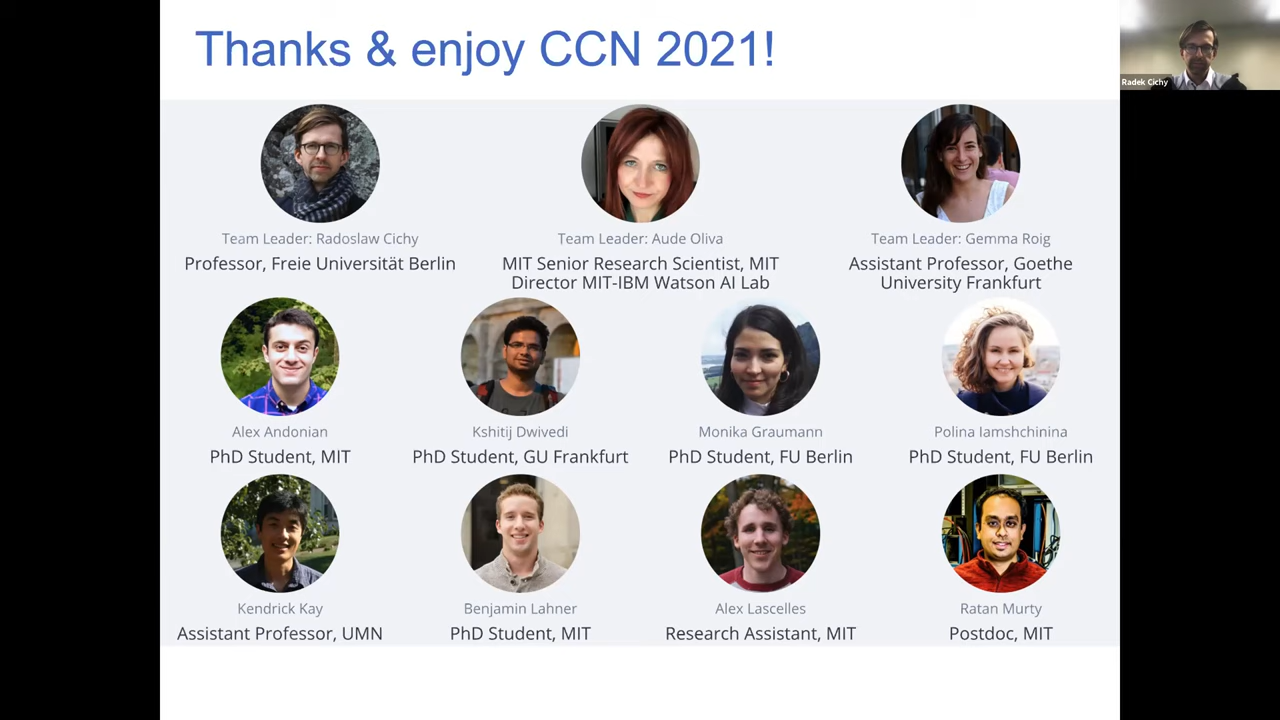 Thanks & enjoy CCN 2021!
Radek Cichy
Team Leader: Radoslaw Cichy
Professor, Freie Universität Berlin
Team Leader: Aude Oliva
MIT Senior Research Scientist, MIT
Director MIT-IBM Watson AI Lab
Team Leader: Gemma Roig
Assistant Professor, Goethe
University Frankfurt
Alex Andonian
PhD Student, MIT
Kshitij Dwivedi
PhD Student, GU Frankfurt
Monika Graumann
PhD Student, FU Berlin
Polina Iamshchinina
PhD Student, FU Berlin
Kendrick Kay
Assistant Professor, UMN
Benjamin Lahner
PhD Student, MIT
Alex Lascelles
Research Assistant, MIT
Ratan Murty
Postdoc, MIT